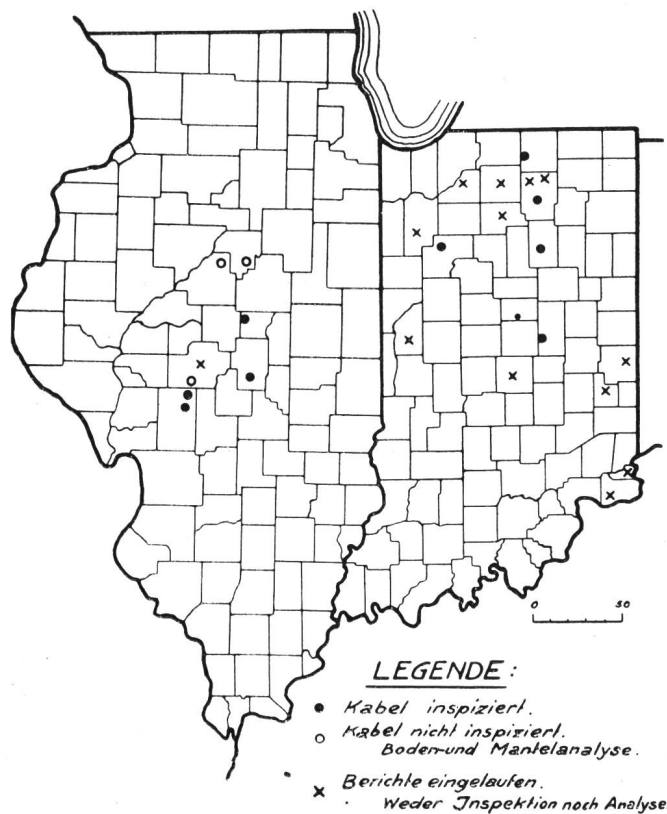 0 50
LEGENDE:
Kabel inspiziert.
Kabel nicht inspiziert.
Boden-und Mantelanalyse.
Berichte eingelaufen.
Weder Inspektion noch Analyse